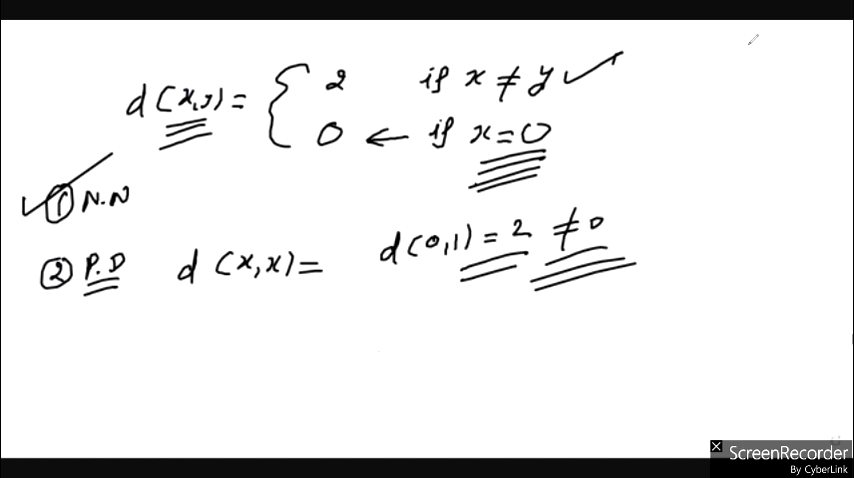 d(x,y) = { 2 if x ≠ y ✓
0 ← if x = 0
✓ ① N.N
② P.D d(x,x) = d(0,1) = 2 ≠ 0
ScreenRecorder
By CyberLink